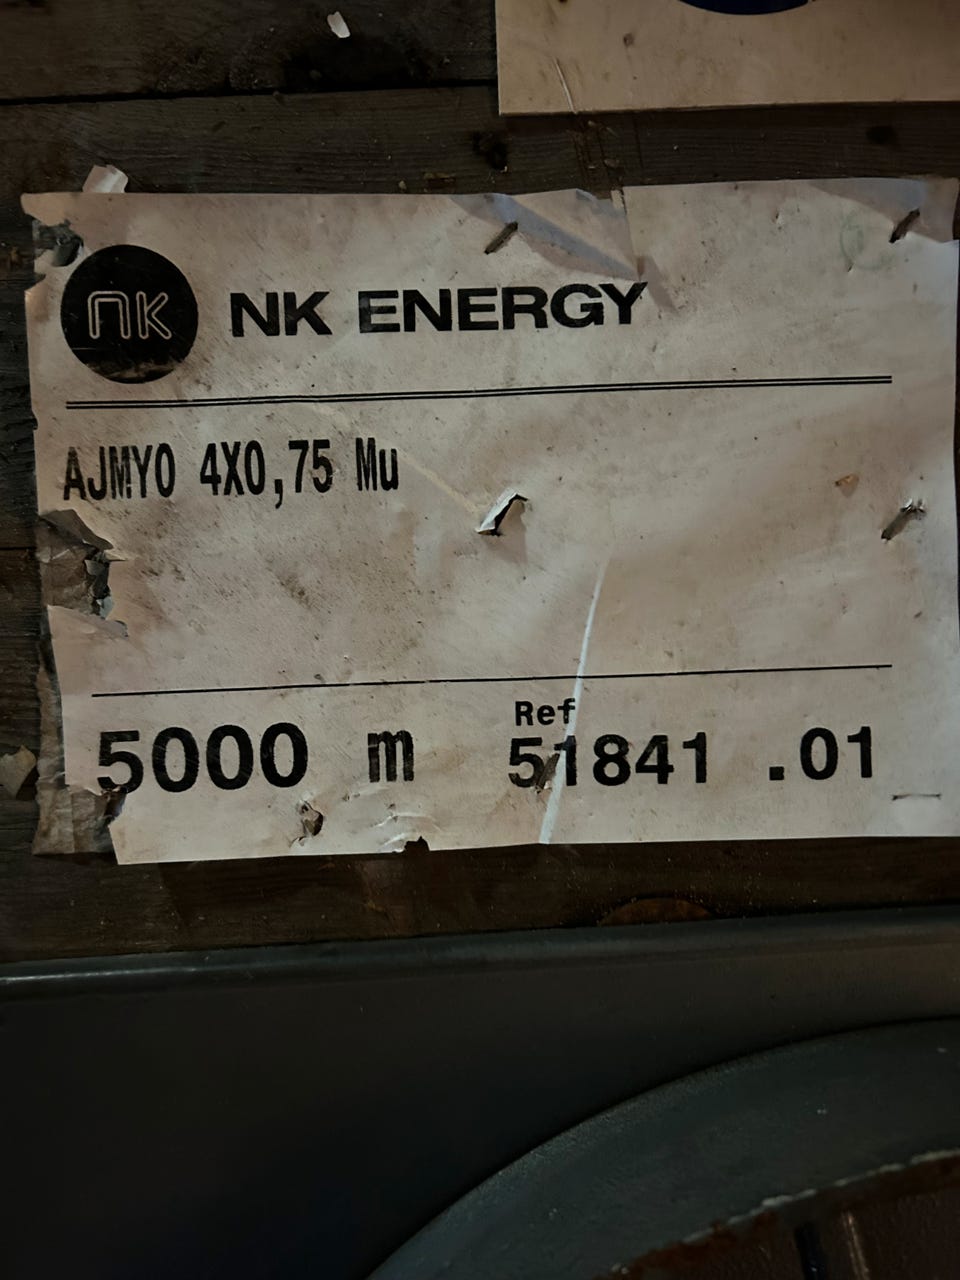 NK NK ENERGY
AJMYO 4X0,75 Mu
Ref
5000 m 51841 .01